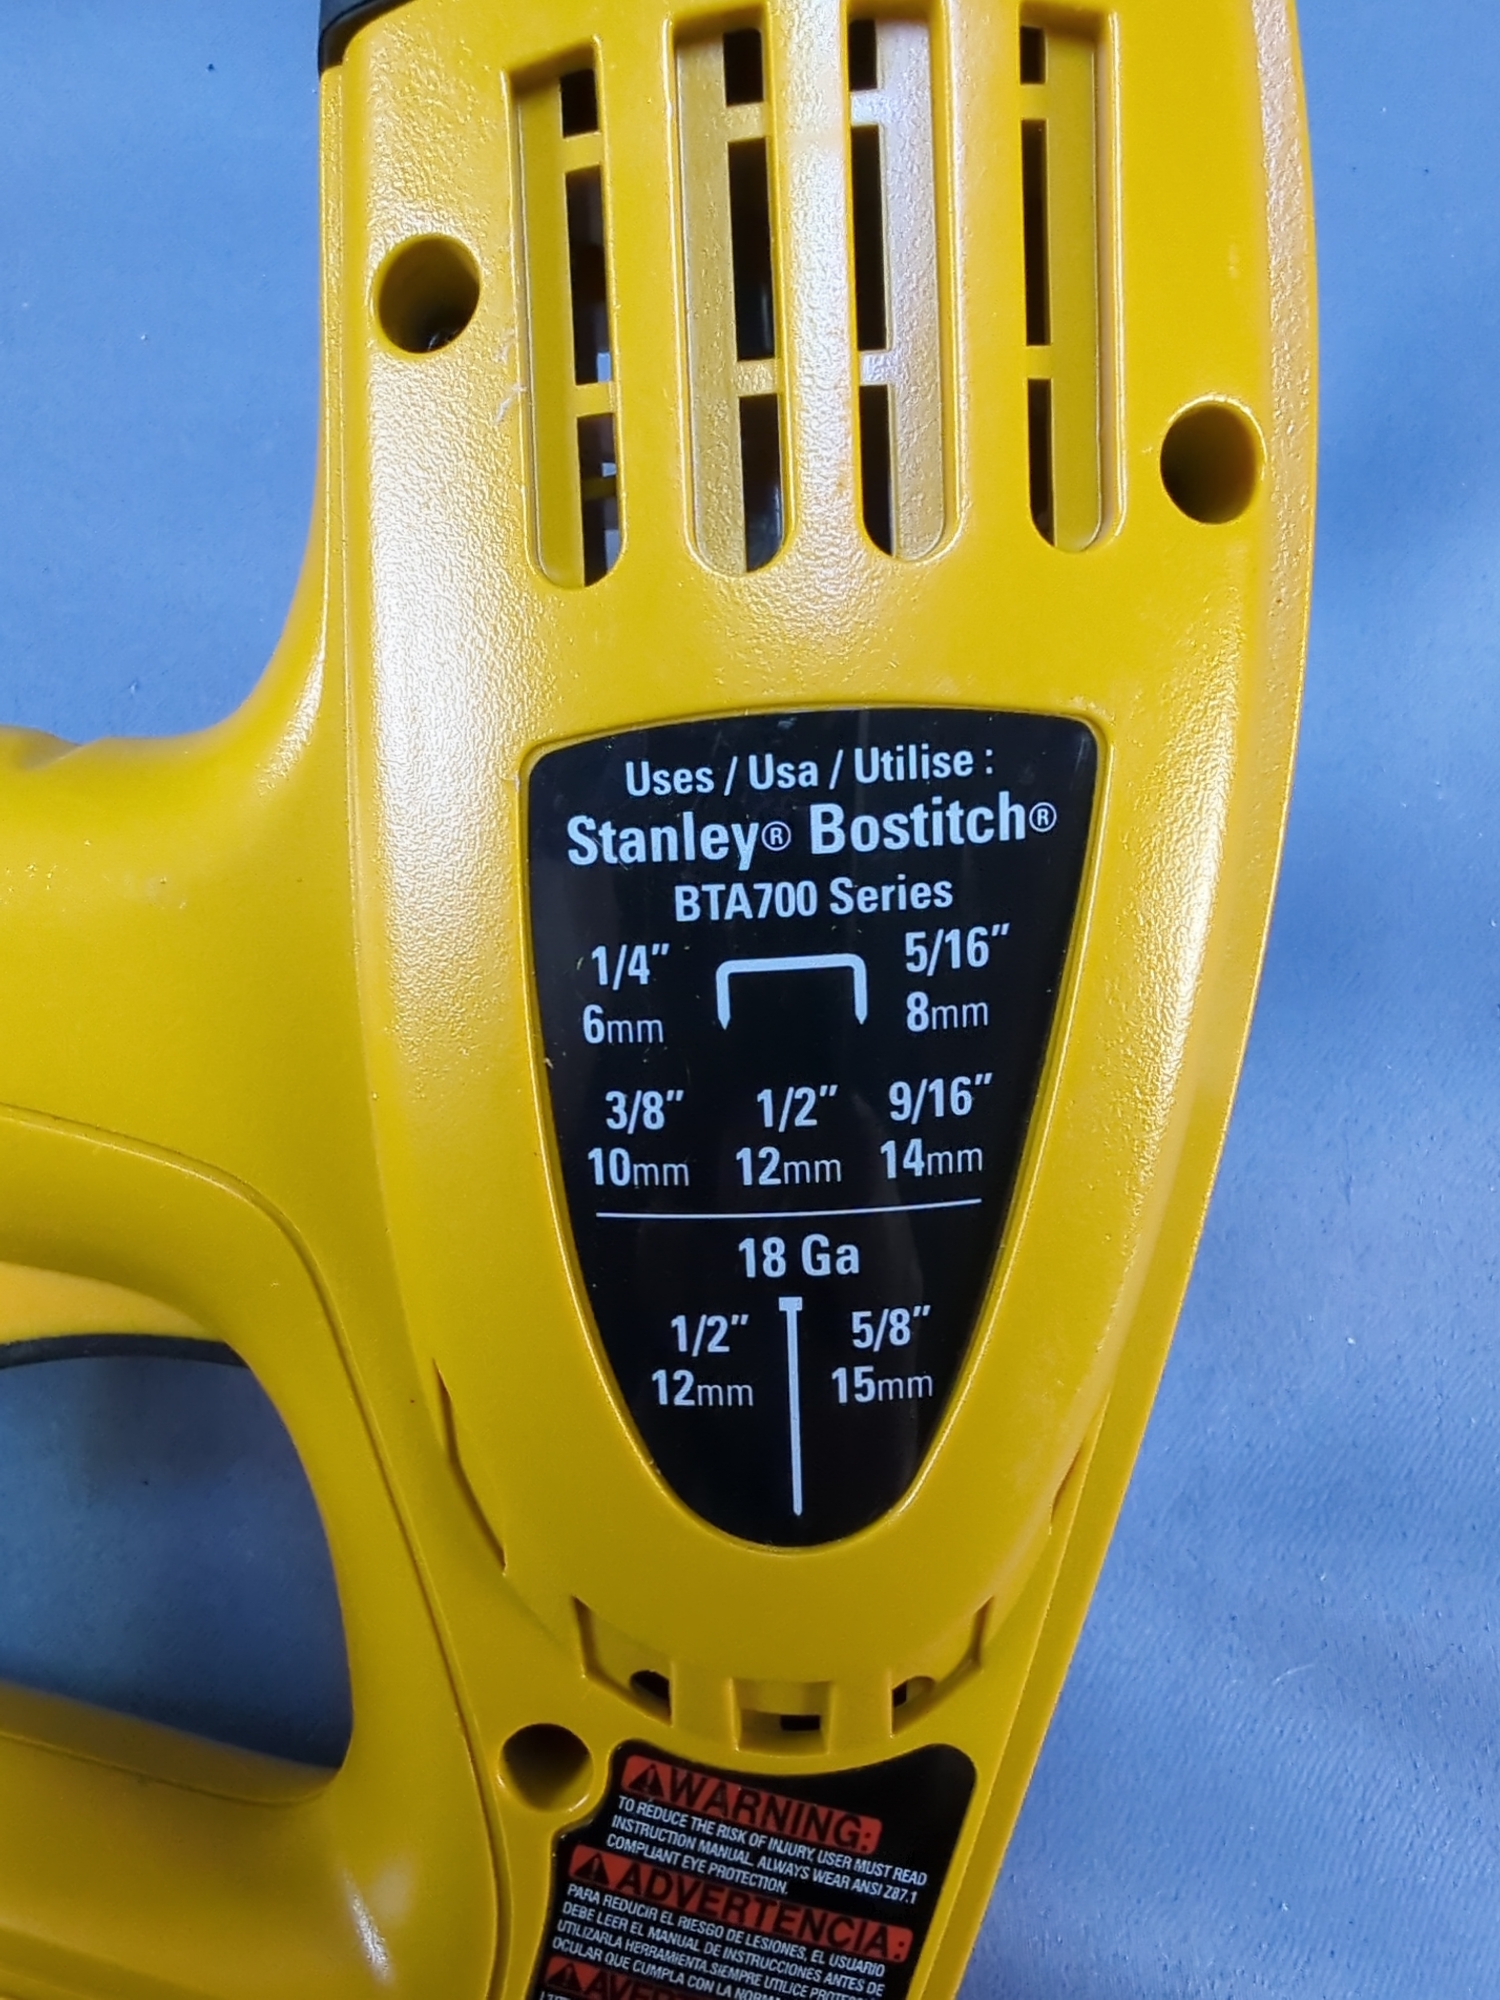 Uses / Usa / Utilise :
Stanley® Bostitch®
BTA700 Series
1/4" 5/16"
6mm 8mm
3/8" 1/2" 9/16"
10mm 12mm 14mm
18 Ga
1/2" 5/8"
12mm 15mm
WARNING:
TO REDUCE THE RISK OF INJURY, USER MUST READ
INSTRUCTION MANUAL. ALWAYS WEAR ANSI Z87.1
COMPLIANT EYE PROTECTION.
ADVERTENCIA:
PARA REDUCIR EL RIESGO DE LESIONES, EL USUARIO
DEBE LEER EL MANUAL DE INSTRUCCIONES ANTES DE
UTILIZARLA HERRAMIENTA.SIEMPRE UTILICE
OCULAR QUE CUMPLA CON LA